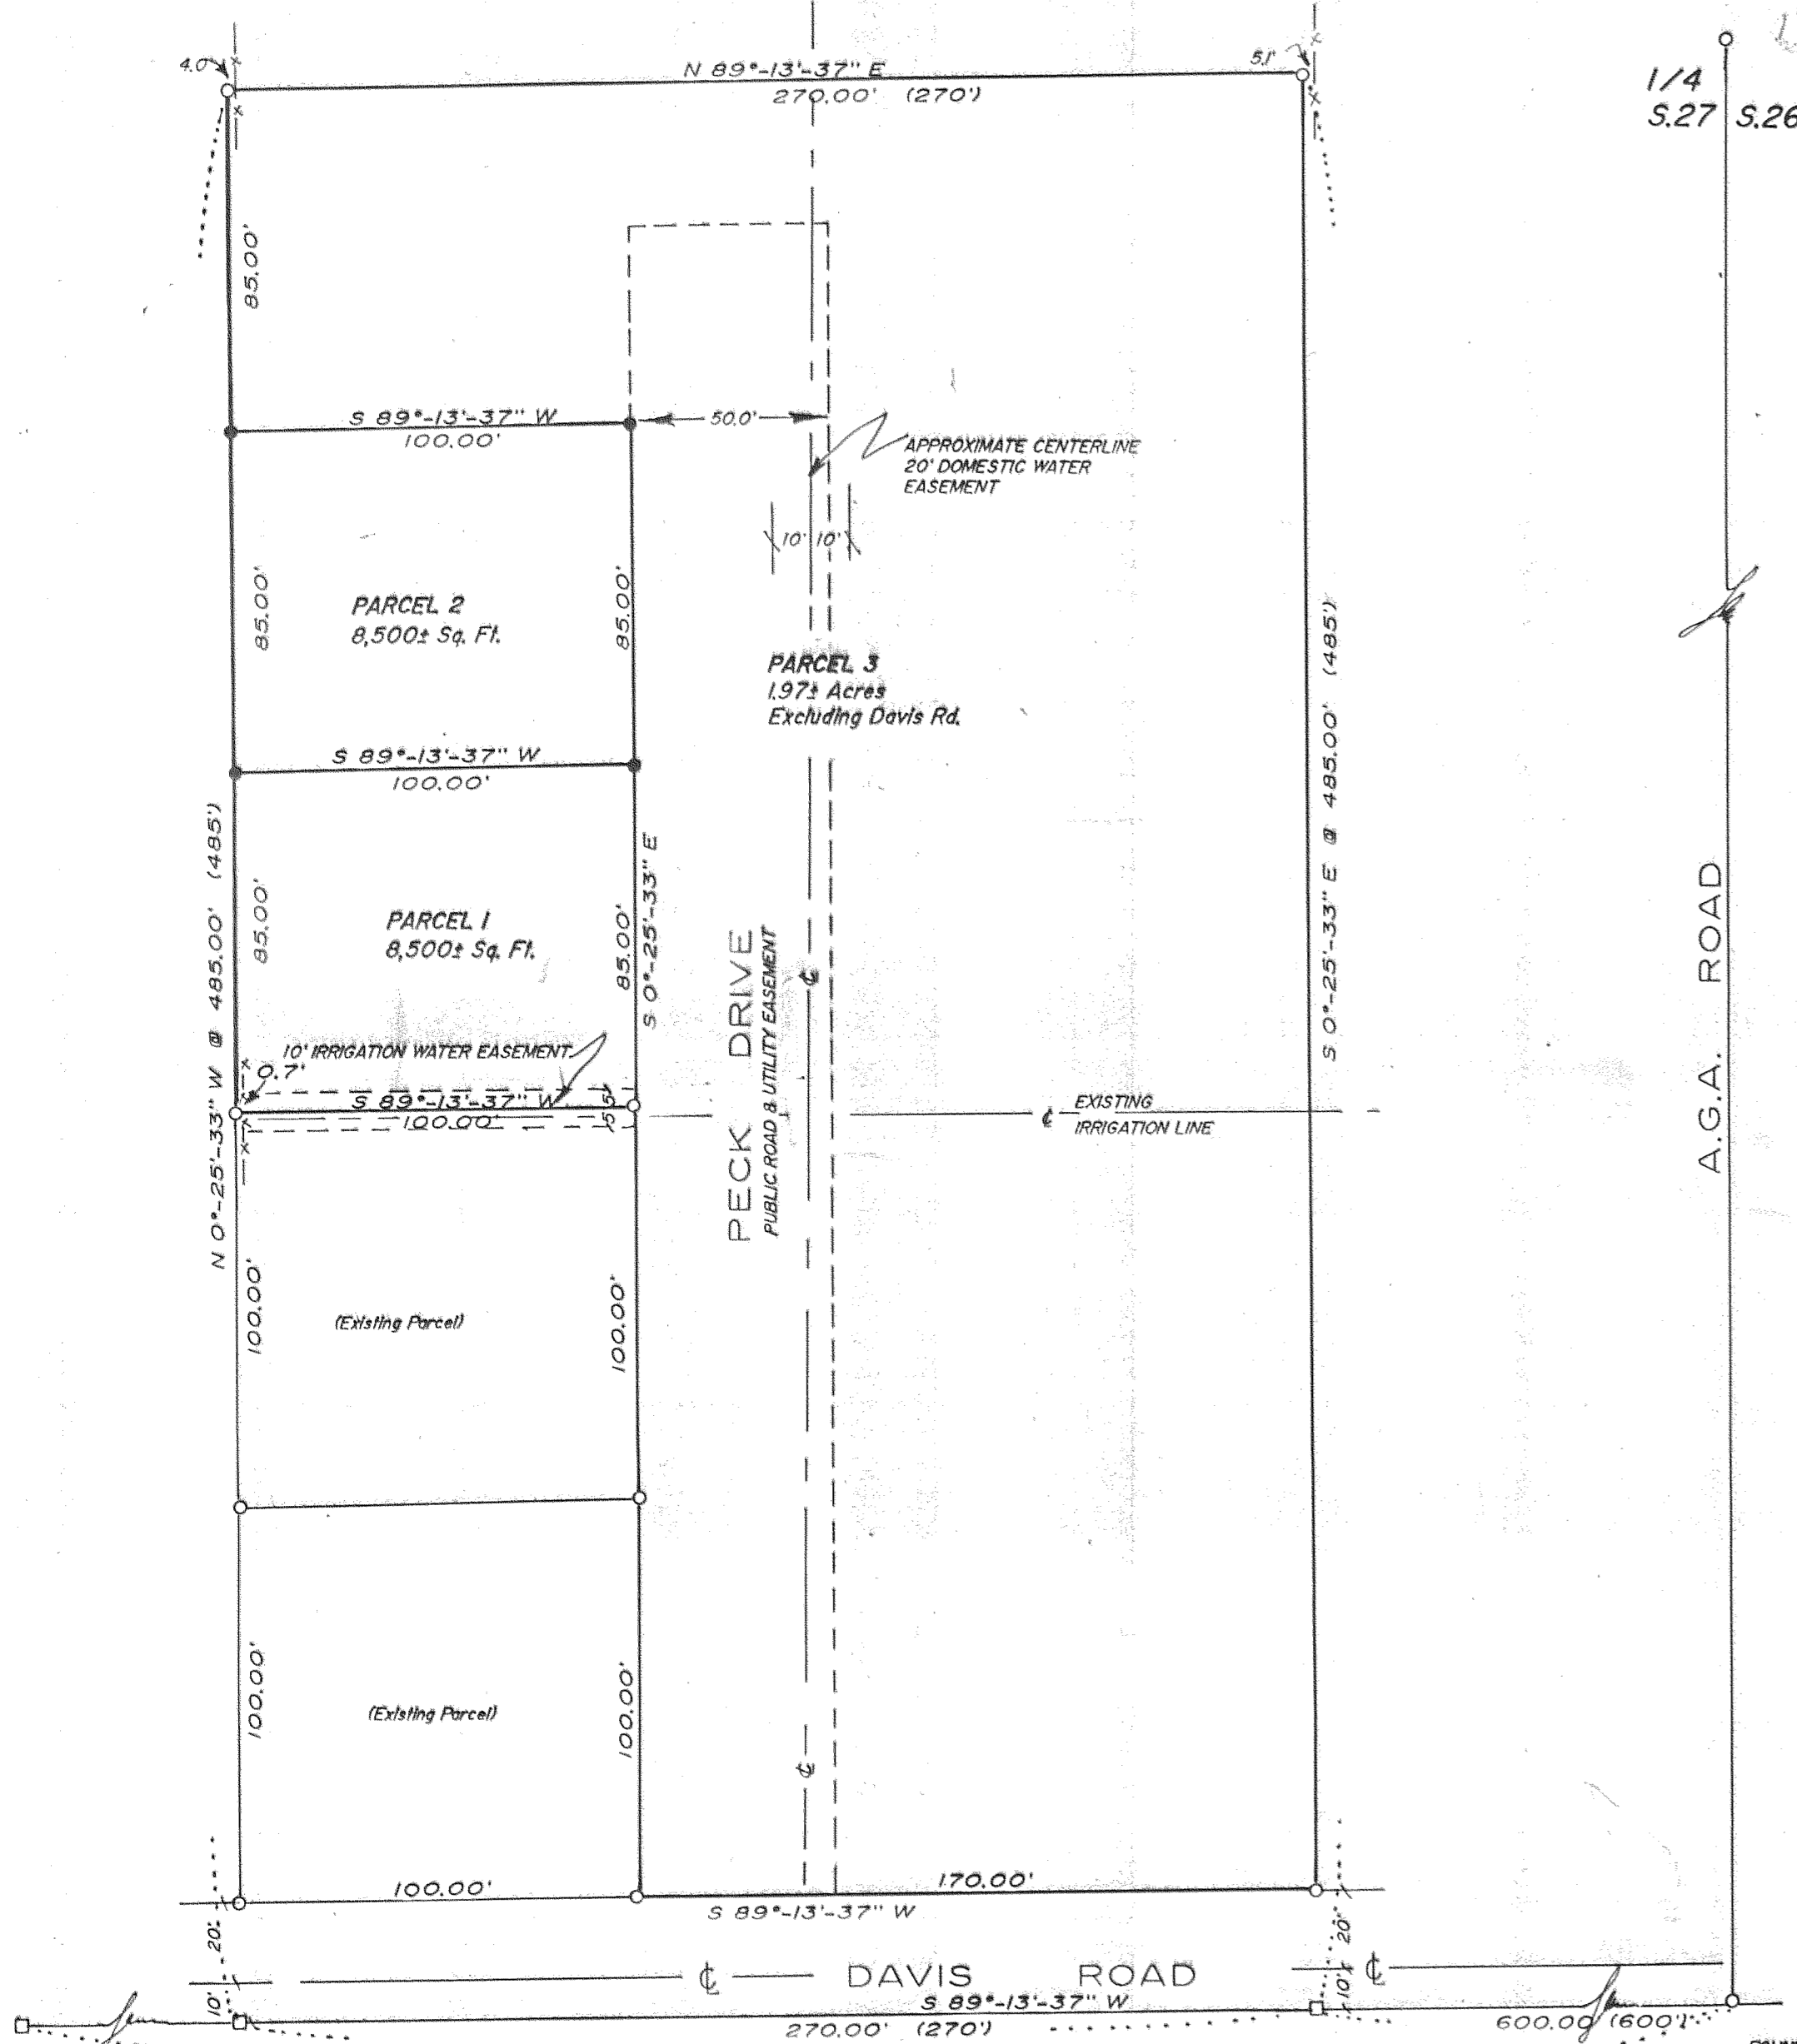 4.0'
N 89°-13'-37" E
270.00' (270')
5.1'
1/4
S.27 S.26
85.00'
S 89°-13'-37" W
100.00'
50.0'
APPROXIMATE CENTERLINE
20' DOMESTIC WATER
EASEMENT
10' 10'
85.00'
PARCEL 2
8,500± Sq. Ft.
85.00'
PARCEL 3
1.97± Acres
Excluding Davis Rd.
S 0°-25'-33" E @ 485.00' (485')
S 89°-13'-37" W
100.00'
N 0°-25'-33" W @ 485.00' (485')
85.00'
PARCEL 1
8,500± Sq. Ft.
85.00'
S 0°-25'-33" E
PECK DRIVE
PUBLIC ROAD & UTILITY EASEMENT
℄
A.G.A. ROAD
10' IRRIGATION WATER EASEMENT
0.7'
S 89°-13'-37" W
100.00'
5' 5'
℄ EXISTING
IRRIGATION LINE
100.00'
(Existing Parcel)
100.00'
100.00'
(Existing Parcel)
100.00'
℄
100.00'
170.00'
S 89°-13'-37" W
20'
10'
℄ DAVIS ROAD
20'
10'
℄
S 89°-13'-37" W
270.00' (270')
600.00' (600')